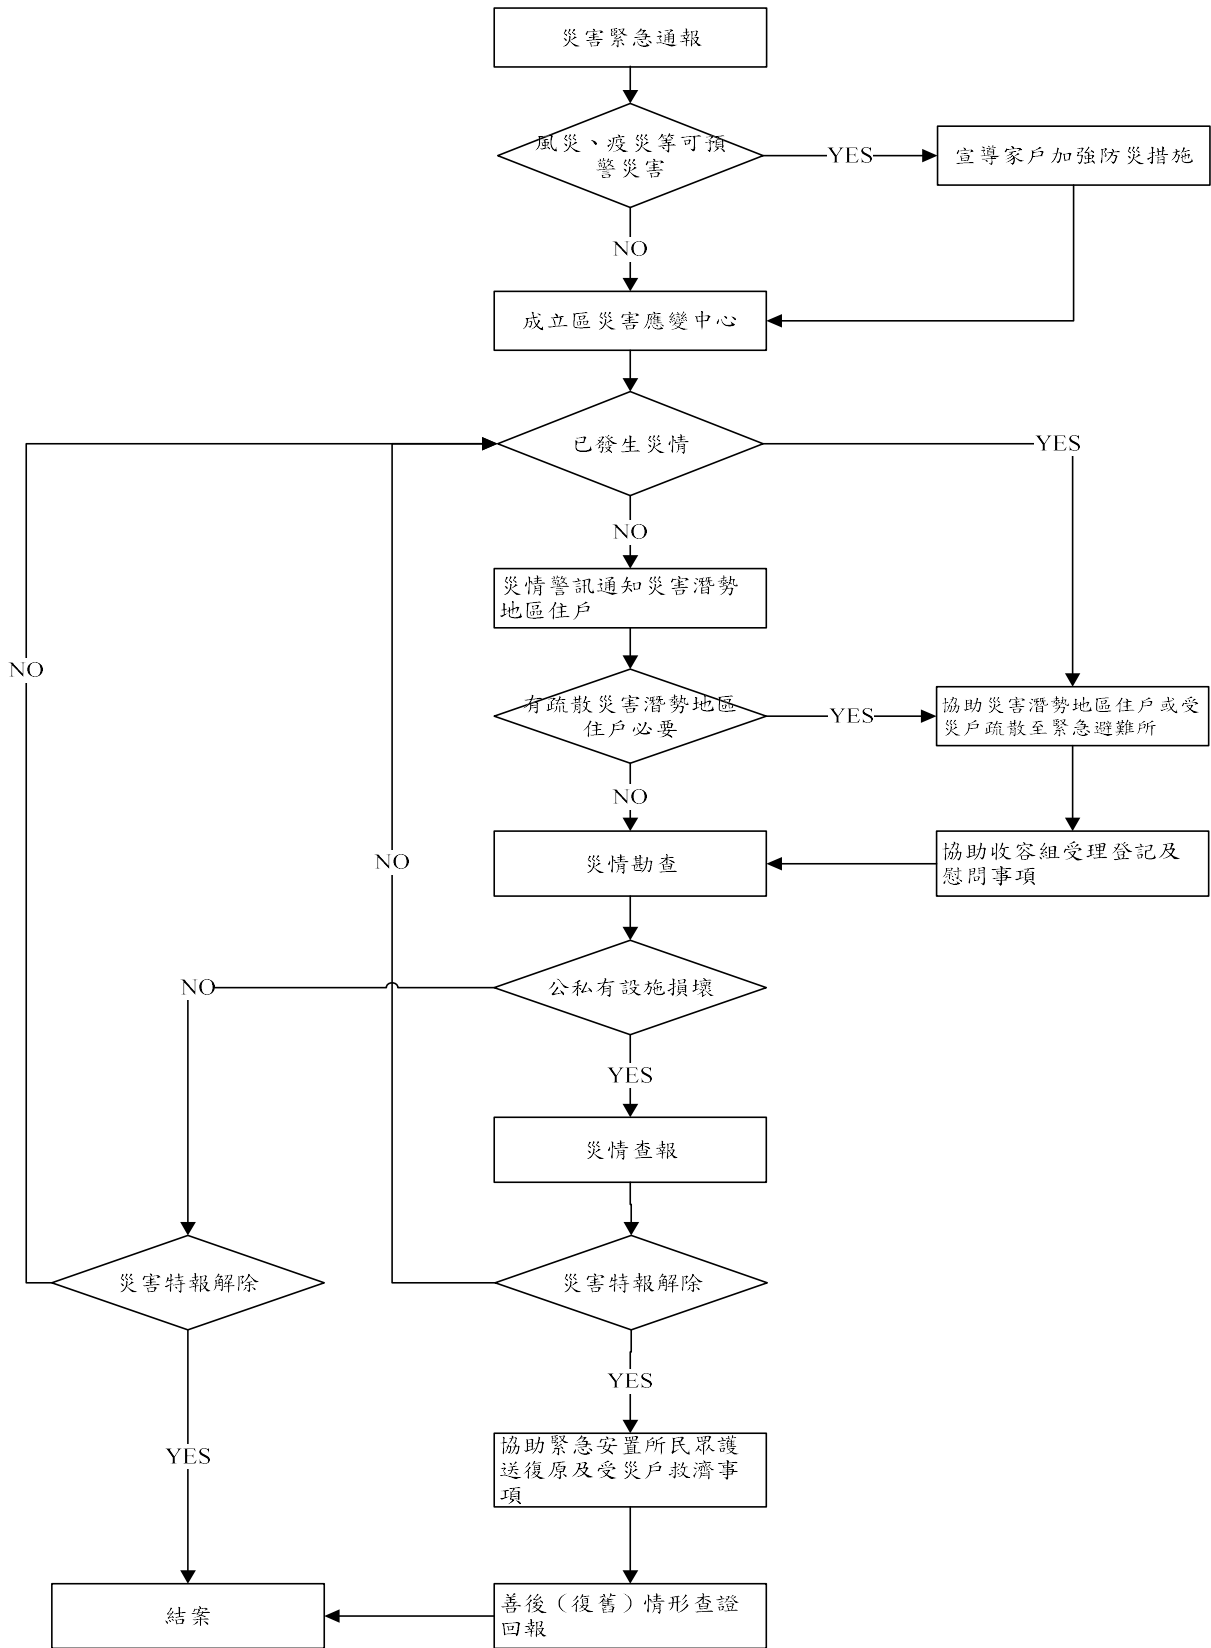 災害緊急通報
風災、疫災等可預
警災害
YES
宣導家戶加強防災措施
NO
成立區災害應變中心
已發生災情
YES
NO
災情警訊通知災害潛勢
地區住戶
NO
有疏散災害潛勢地區
住戶必要
YES
協助災害潛勢地區住戶或受
災戶疏散至緊急避難所
NO
NO
災情勘查
協助收容組受理登記及
慰問事項
NO
公私有設施損壞
YES
災情查報
災害特報解除
災害特報解除
YES
YES
協助緊急安置所民眾護
送復原及受災戶救濟事
項
結案
善後（復舊）情形查證
回報